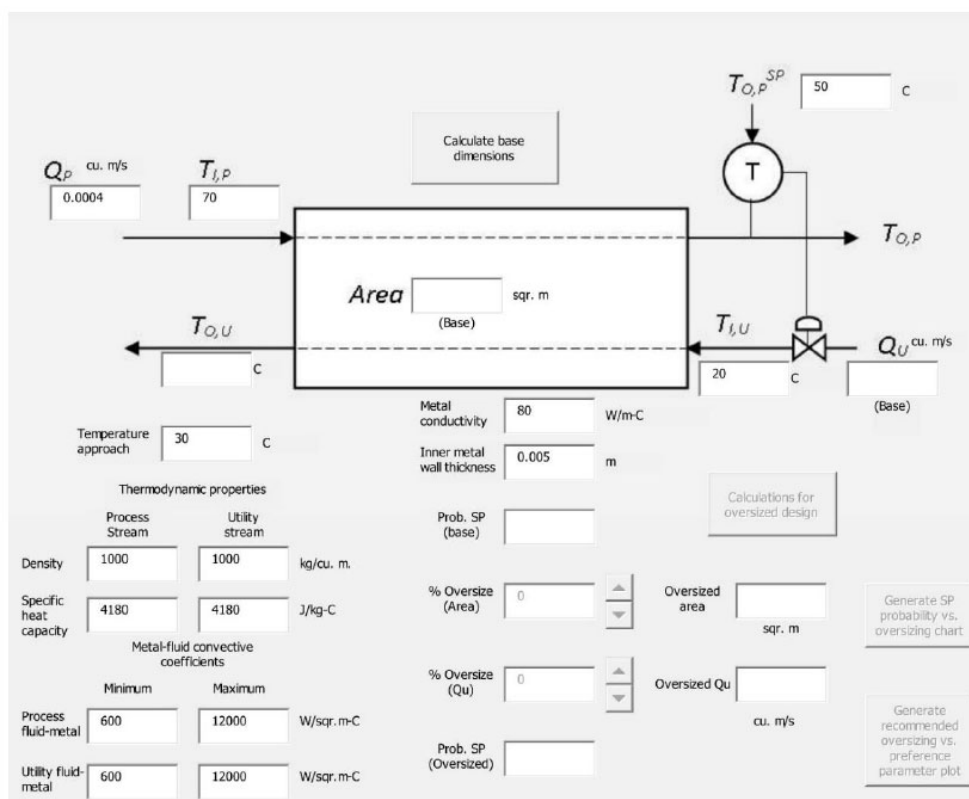 T_O,P^SP
50
C
Calculate base
dimensions
Q_P cu. m/s
T_I,P
0.0004
70
T
T_O,P
Area
sqr. m
(Base)
T_O,U
T_I,U
Q_U cu. m/s
C
20
C
(Base)
Metal
conductivity
80
W/m-C
Temperature
approach
30
C
Inner metal
wall thickness
0.005
m
Thermodynamic properties
Process
Stream
Utility
stream
Density
1000
1000
kg/cu. m.
Specific
heat
capacity
4180
4180
J/kg-C
Metal-fluid convective
coefficients
Minimum
Maximum
Process
fluid-metal
600
12000
W/sqr.m-C
Utility fluid-
metal
600
12000
W/sqr.m-C
Prob. SP
(base)
Calculations for
oversized design
% Oversize
(Area)
0
Oversized
area
sqr. m
Generate SP
probability vs.
oversizing chart
% Oversize
(Qu)
0
Oversized Qu
cu. m/s
Prob. SP
(Oversized)
Generate
recommended
oversizing vs.
preference
parameter plot